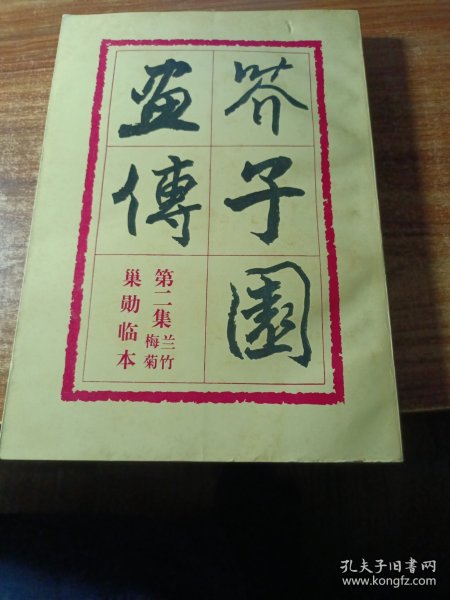 芥子園
畫傳
第二集 兰竹
梅菊
巢勋临本
孔夫子旧书网
www.kongfz.com